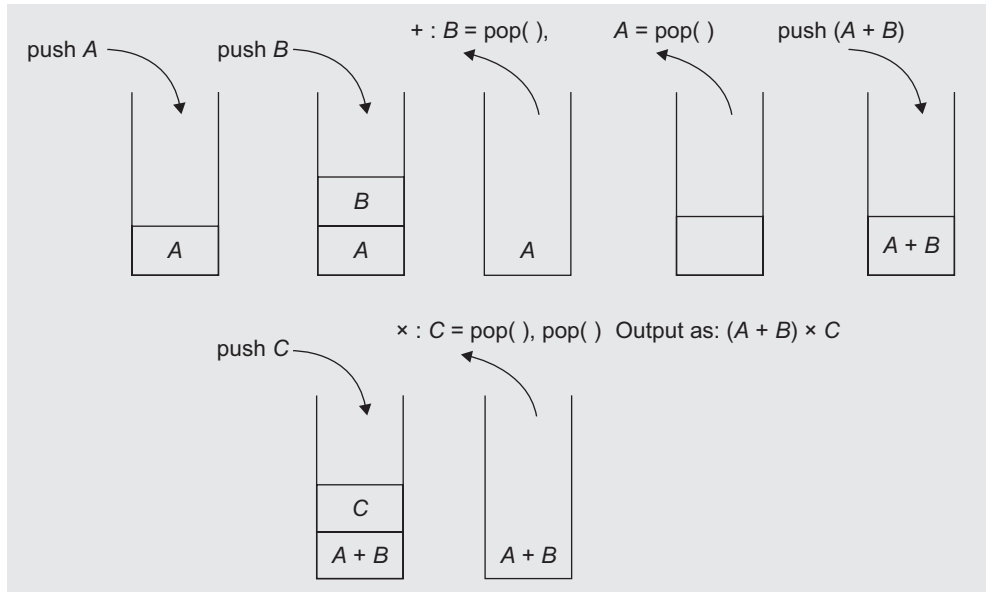 push A
push B
+ : B = pop( ),
A = pop( )
push (A + B)
A
B
A
A
A + B
push C
× : C = pop( ), pop( ) Output as: (A + B) × C
C
A + B
A + B